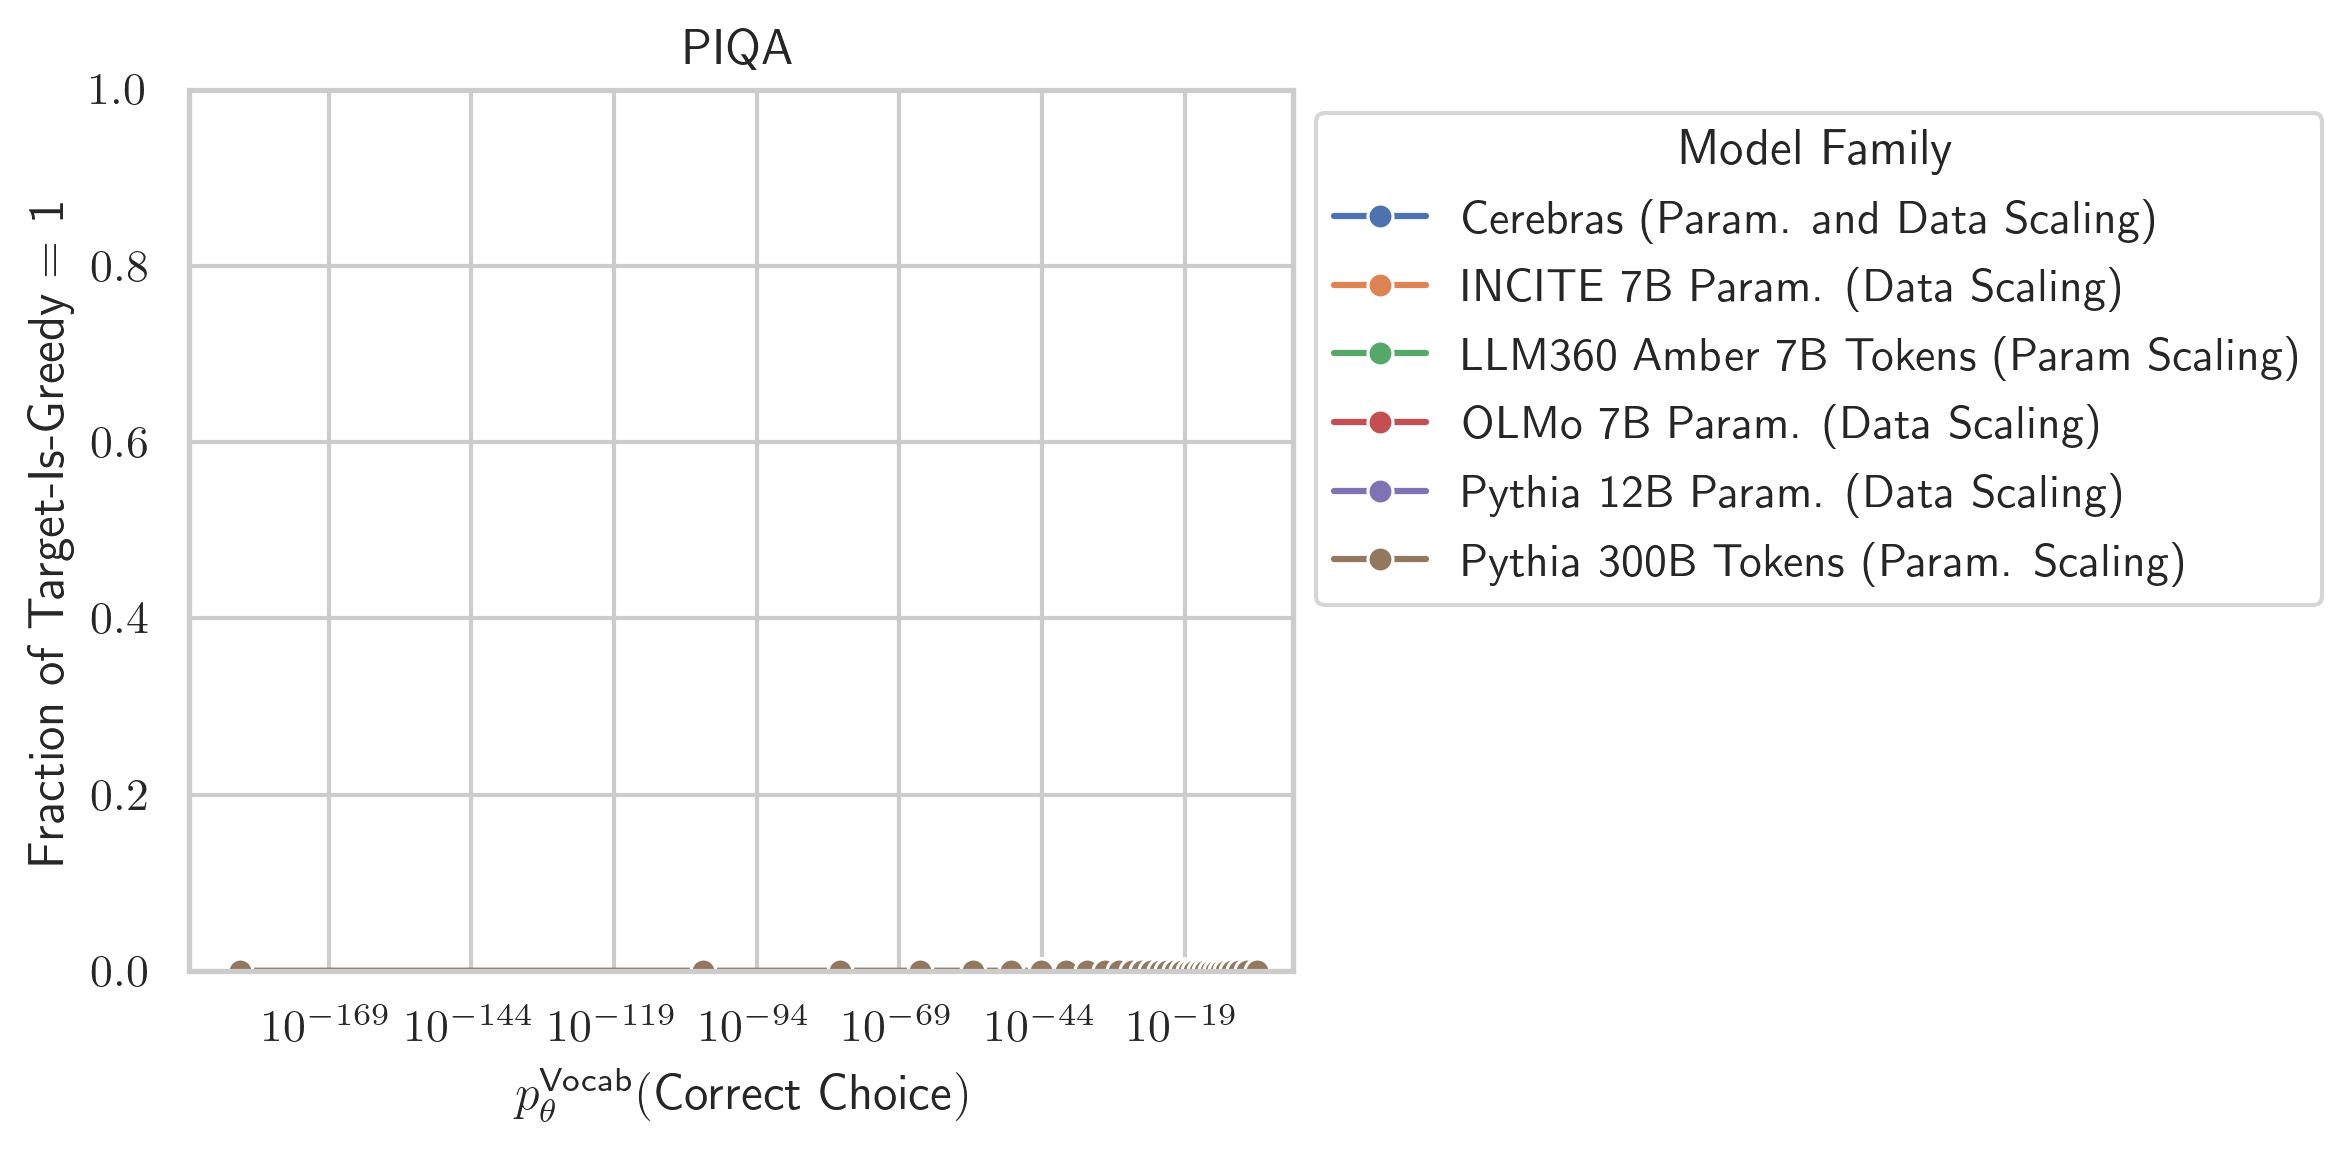 PIQA
1.0
0.8
0.6
0.4
0.2
0.0
Fraction of Target-Is-Greedy = 1
10^{-169} 10^{-144} 10^{-119} 10^{-94} 10^{-69} 10^{-44} 10^{-19}
p_θ^{Vocab}(Correct Choice)
Model Family
Cerebras (Param. and Data Scaling)
INCITE 7B Param. (Data Scaling)
LLM360 Amber 7B Tokens (Param Scaling)
OLMo 7B Param. (Data Scaling)
Pythia 12B Param. (Data Scaling)
Pythia 300B Tokens (Param. Scaling)